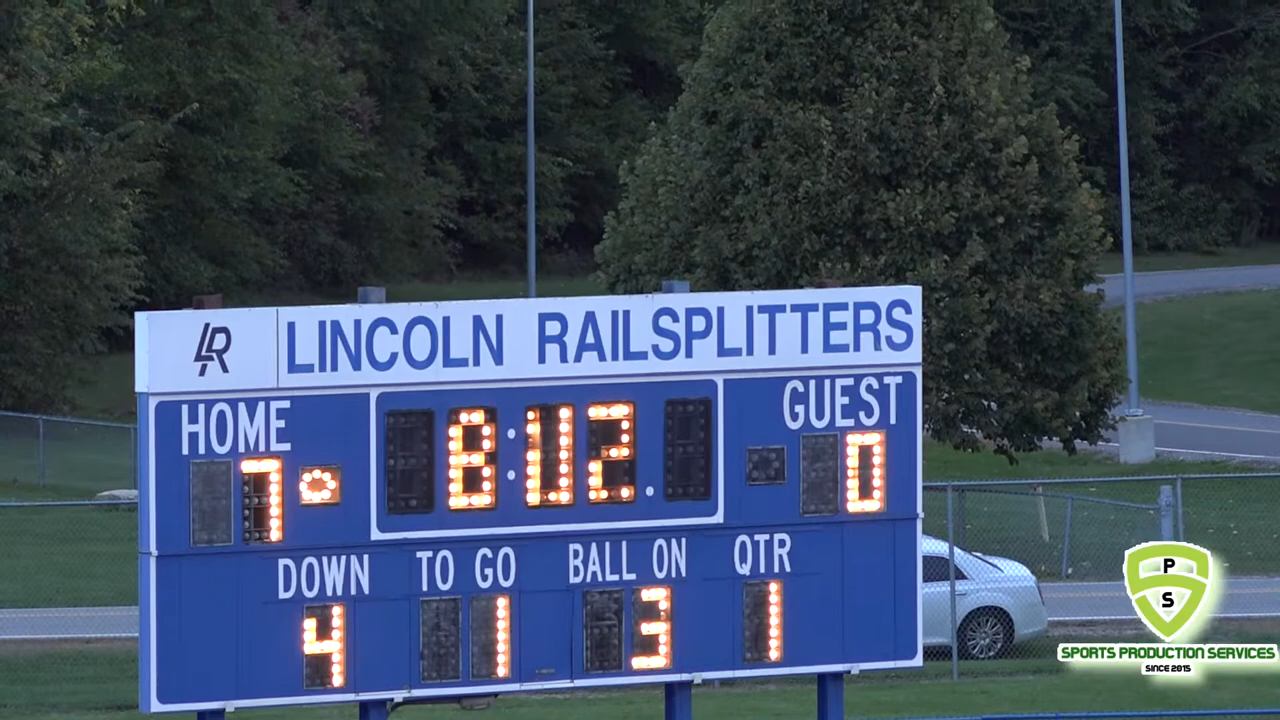 LR LINCOLN RAILSPLITTERS
HOME GUEST
7 8:02. 0
DOWN TO GO BALL ON QTR
4 1 3 1
P
S
SPORTS PRODUCTION SERVICES
SINCE 2015